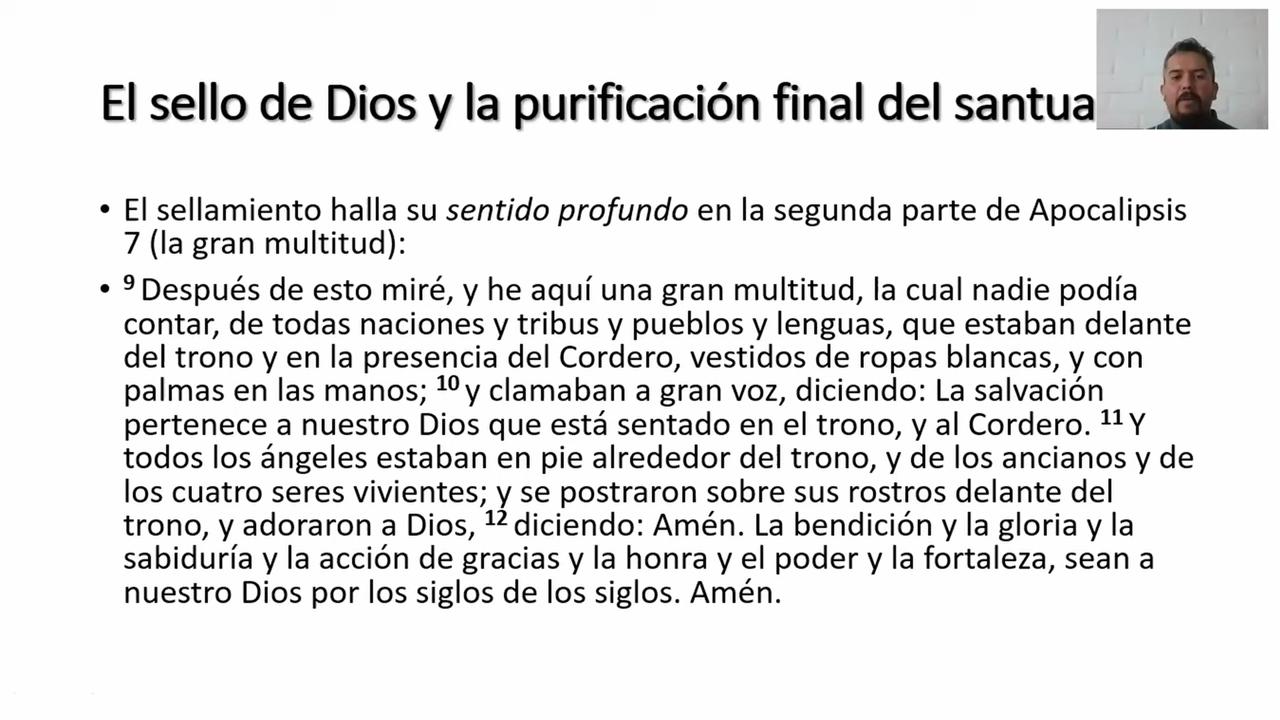 El sello de Dios y la purificación final del
• El sellamiento halla su sentido profundo en la segunda parte de Apocalipsis
7 (la gran multitud):
• 9 Después de esto miré, y he aquí una gran multitud, la cual nadie podía
contar, de todas naciones y tribus y pueblos y lenguas, que estaban delante
del trono y en la presencia del Cordero, vestidos de ropas blancas, y con
palmas en las manos; 10 y clamaban a gran voz, diciendo: La salvación
pertenece a nuestro Dios que está sentado en el trono, y al Cordero. 11 Y
todos los ángeles estaban en pie alrededor del trono, y de los ancianos y de
los cuatro seres vivientes; y se postraron sobre sus rostros delante del
trono, y adoraron a Dios, 12 diciendo: Amén. La bendición y la gloria y la
sabiduría y la acción de gracias y la honra y el poder y la fortaleza, sean a
nuestro Dios por los siglos de los siglos. Amén.